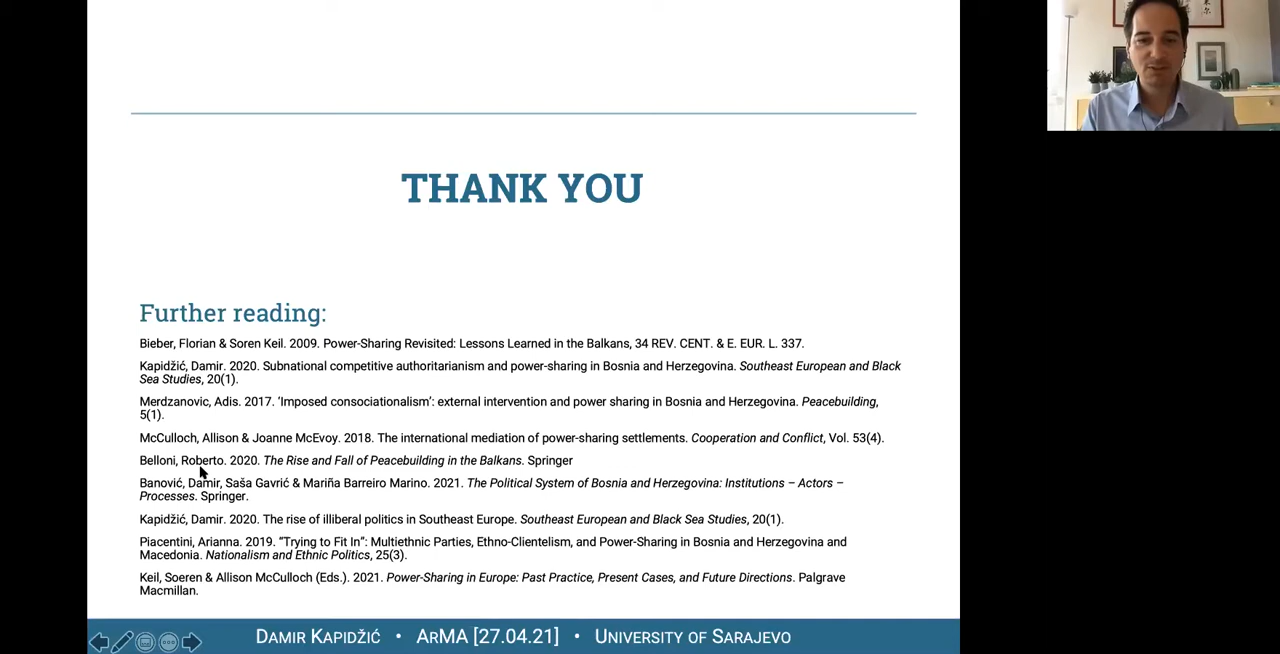 THANK YOU
Further reading:
Bieber, Florian & Soren Keil. 2009. Power-Sharing Revisited: Lessons Learned in the Balkans, 34 REV. CENT. & E. EUR. L. 337.
Kapidžić, Damir. 2020. Subnational competitive authoritarianism and power-sharing in Bosnia and Herzegovina. Southeast European and Black
Sea Studies, 20(1).
Merdzanovic, Adis. 2017. ‘Imposed consociationalism’: external intervention and power sharing in Bosnia and Herzegovina. Peacebuilding,
5(1).
McCulloch, Allison & Joanne McEvoy. 2018. The international mediation of power-sharing settlements. Cooperation and Conflict, Vol. 53(4).
Belloni, Roberto. 2020. The Rise and Fall of Peacebuilding in the Balkans. Springer
Banović, Damir, Saša Gavrić & Mariña Barreiro Marino. 2021. The Political System of Bosnia and Herzegovina: Institutions – Actors –
Processes. Springer.
Kapidžić, Damir. 2020. The rise of illiberal politics in Southeast Europe. Southeast European and Black Sea Studies, 20(1).
Piacentini, Arianna. 2019. “Trying to Fit In”: Multiethnic Parties, Ethno-Clientelism, and Power-Sharing in Bosnia and Herzegovina and
Macedonia. Nationalism and Ethnic Politics, 25(3).
Keil, Soeren & Allison McCulloch (Eds.). 2021. Power-Sharing in Europe: Past Practice, Present Cases, and Future Directions. Palgrave
Macmillan.
DAMIR KAPIDŽIĆ • ARMA [27.04.21] • UNIVERSITY OF SARAJEVO